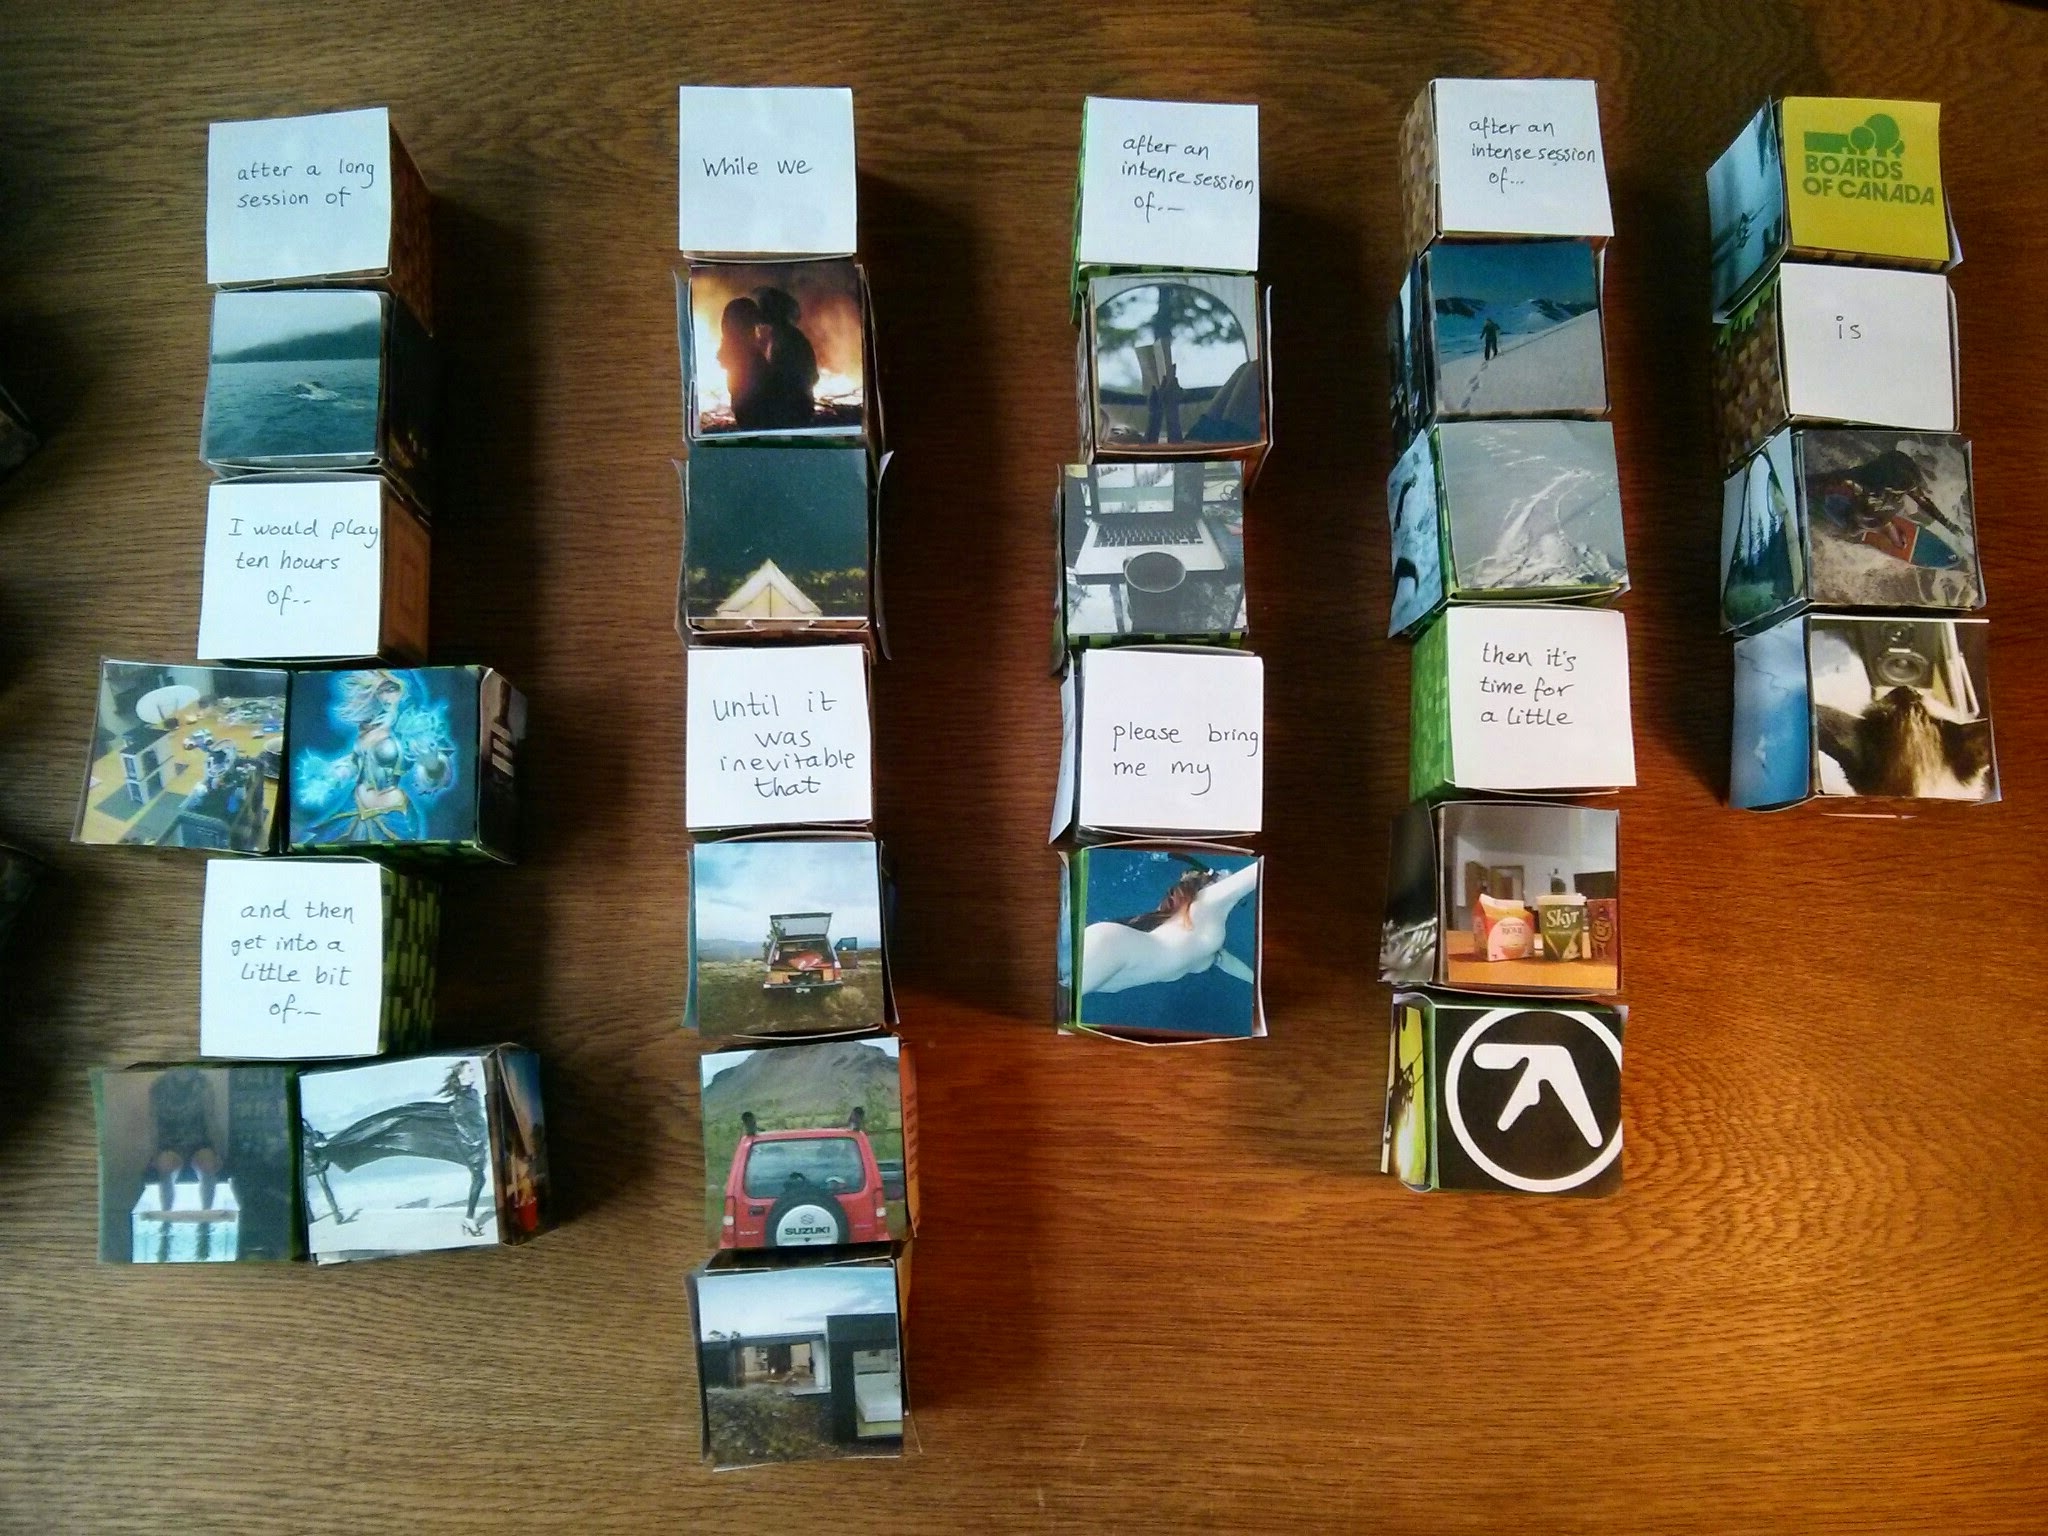 after a long
session of
I would play
ten hours
of--
and then
get into a
little bit
of--
While we
until it
was
inevitable
that
SUZUKI
after an
intense session
of--
please bring
me my
after an
intense session
of...
then it's
time for
a little
Skyr
BOARDS
OF CANADA
is